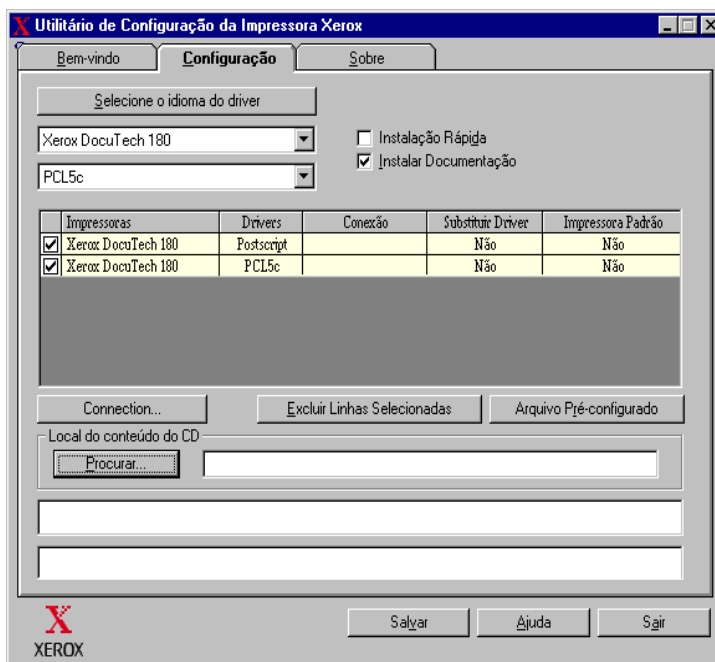 X Utilitário de Configuração da Impressora Xerox
Bem-vindo Configuração Sobre
Selecione o idioma do driver
Xerox DocuTech 180
Instalação Rápida
Instalar Documentação
PCL5c
Impressoras Drivers Conexão Substituir Driver Impressora Padrão
Xerox DocuTech 180 Postscript Não Não
Xerox DocuTech 180 PCL5c Não Não
Connection... Excluir Linhas Selecionadas Arquivo Pré-configurado
Local do conteúdo do CD
Procurar...
Salvar Ajuda Sair
X
XEROX